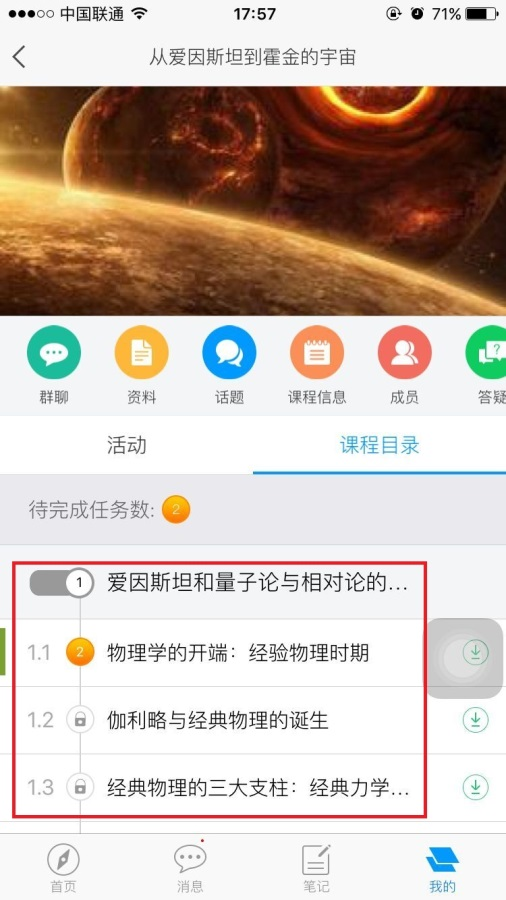 中国联通 17:57 71%
从爱因斯坦到霍金的宇宙
群聊 资料 话题 课程信息 成员 答疑
活动 课程目录
待完成任务数: 2
1 爱因斯坦和量子论与相对论的...
1.1 2 物理学的开端：经验物理时期
1.2 伽利略与经典物理的诞生
1.3 经典物理的三大支柱：经典力学...
首页 消息 笔记 我的